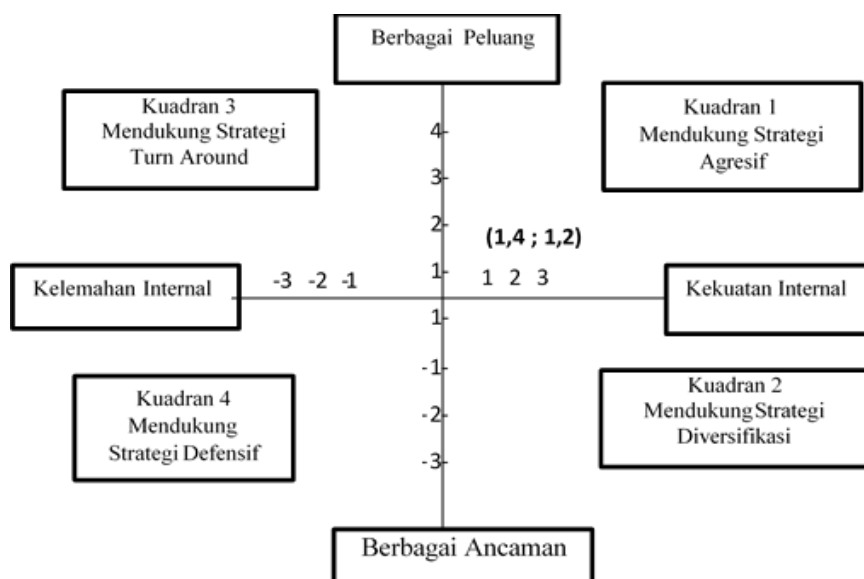 Berbagai Peluang
Kuadran 3
Mendukung Strategi
Turn Around
Kuadran 1
Mendukung Strategi
Agresif
4
3
2
(1,4 ; 1,2)
1
Kelemahan Internal
-3 -2 -1
1 2 3
Kekuatan Internal
1
-1
-2
-3
Kuadran 4
Mendukung
Strategi Defensif
Kuadran 2
Mendukung Strategi
Diversifikasi
Berbagai Ancaman